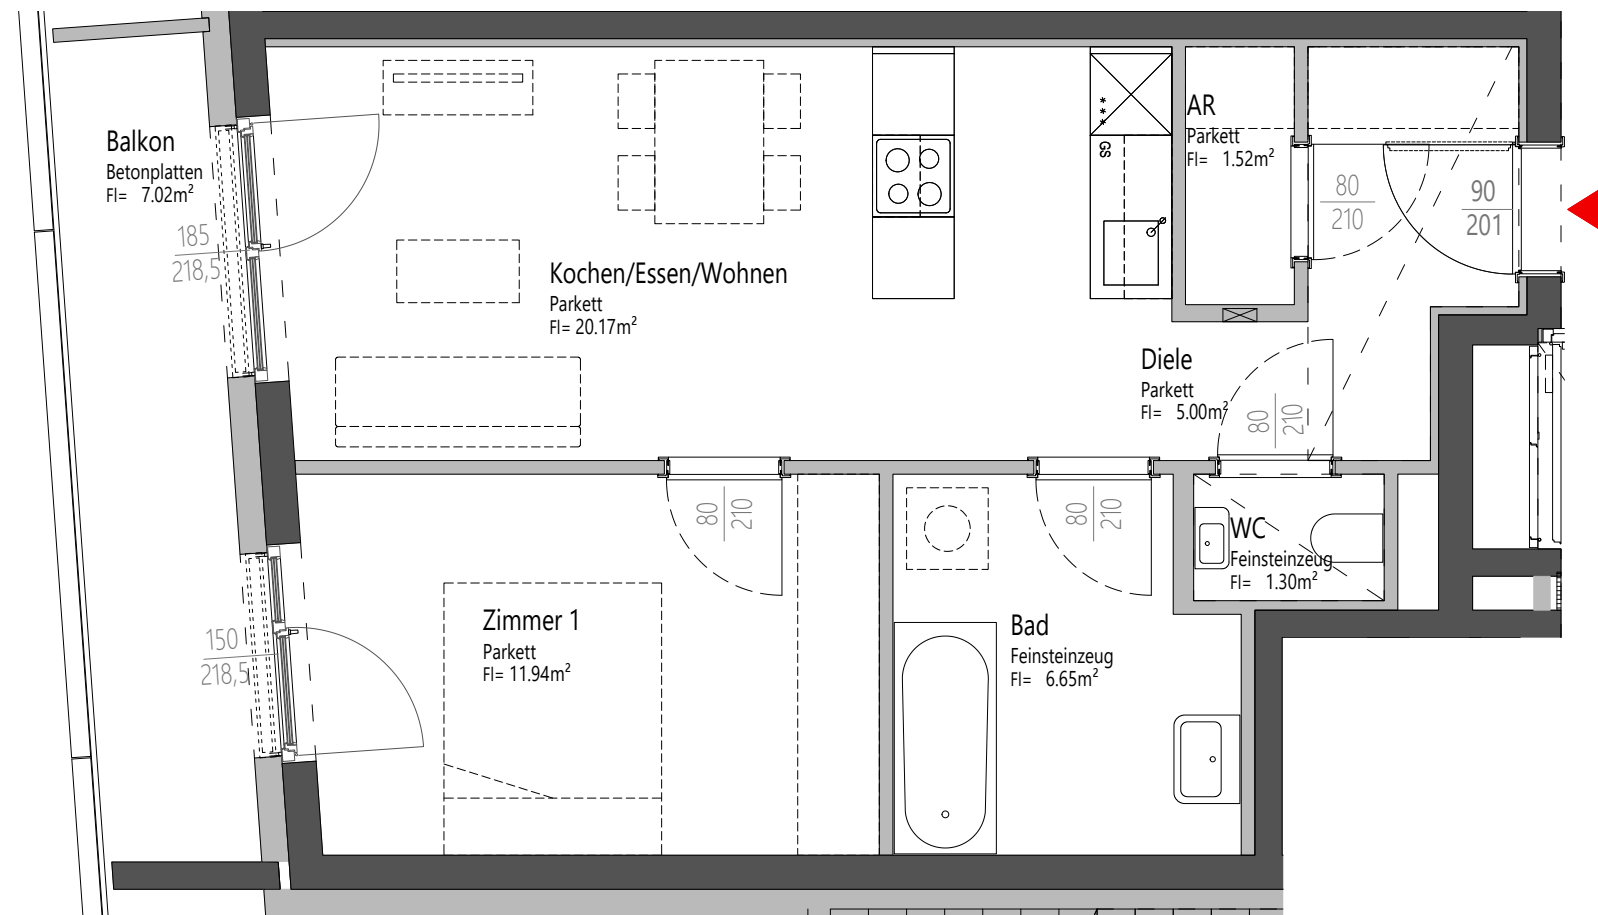 Balkon
Betonplatten
Fl= 7.02m²
185
218,5
Kochen/Essen/Wohnen
Parkett
Fl= 20.17m²
GS
AR
Parkett
Fl= 1.52m²
80
210
90
201
Diele
Parkett
Fl= 5.00m²
80
210
80
210
80
210
WC
Feinsteinzeug
Fl= 1.30m²
150
218,5
Zimmer 1
Parkett
Fl= 11.94m²
Bad
Feinsteinzeug
Fl= 6.65m²